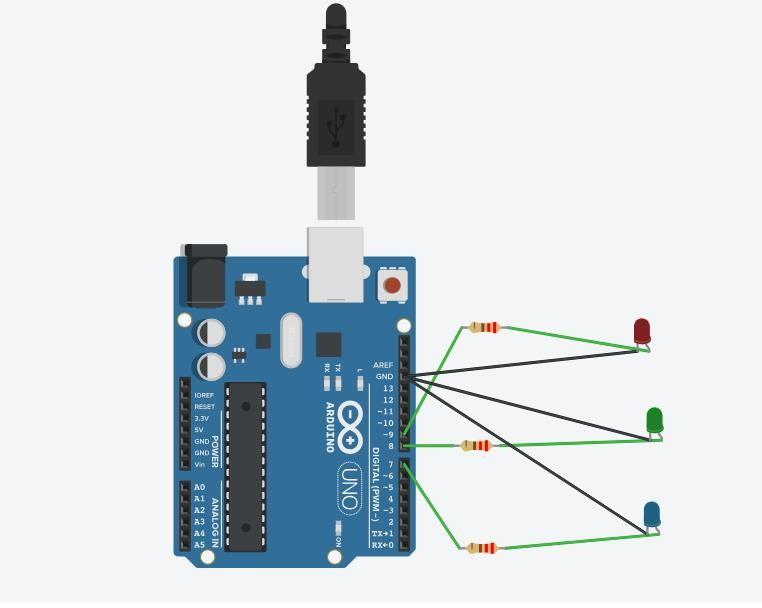 AREF
GND
13
12
~11
~10
~9
8
7
~6
~5
4
~3
2
TX→1
RX←0
DIGITAL (PWM~)
RX
TX
L
ARDUINO
UNO
ON
IOREF
RESET
3.3V
5V
GND
GND
Vin
POWER
A0
A1
A2
A3
A4
A5
ANALOG IN